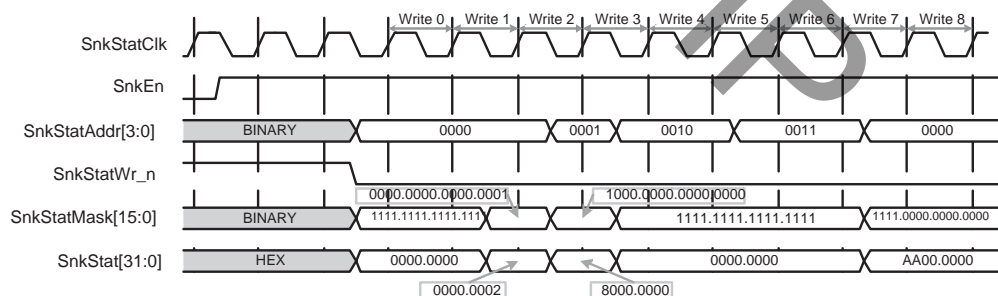 Write 0 Write 1 Write 2 Write 3 Write 4 Write 5 Write 6 Write 7 Write 8
SnkStatClk
SnkEn
SnkStatAddr[3:0] BINARY 0000 0001 0010 0011 0000
SnkStatWr_n
0000.0000.0000.0001 1000.0000.0000.0000
SnkStatMask[15:0] BINARY 1111.1111.1111.111 1111.1111.1111.1111 1111.0000.0000.0000
SnkStat[31:0] HEX 0000.0000 0000.0000 AA00.0000
0000.0002 8000.0000